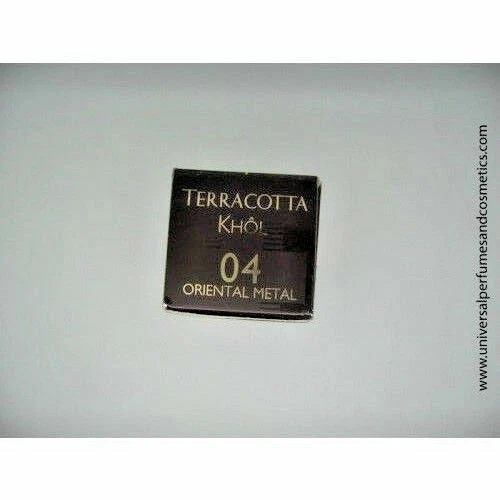 TERRACOTTA
KHÔL
04
ORIENTAL METAL
www.universalperfumesandcosmetics.com